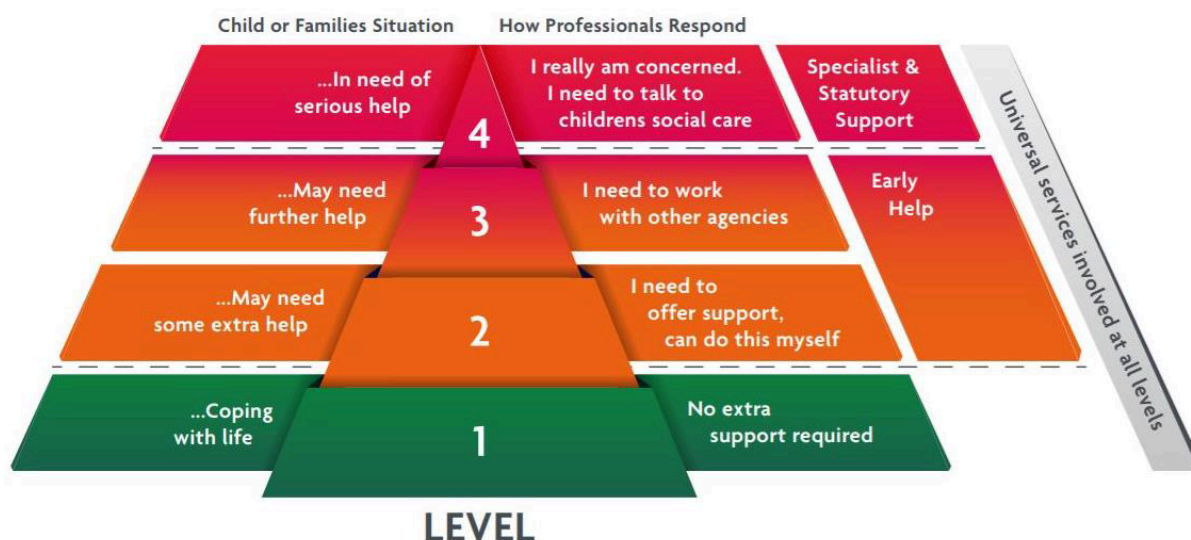 Child or Families Situation
How Professionals Respond
...In need of
serious help
4
I really am concerned.
I need to talk to
childrens social care
Specialist &
Statutory
Support
...May need
further help
3
I need to work
with other agencies
Early
Help
...May need
some extra help
2
I need to
offer support,
can do this myself
...Coping
with life
1
No extra
support required
Universal services involved at all levels
LEVEL